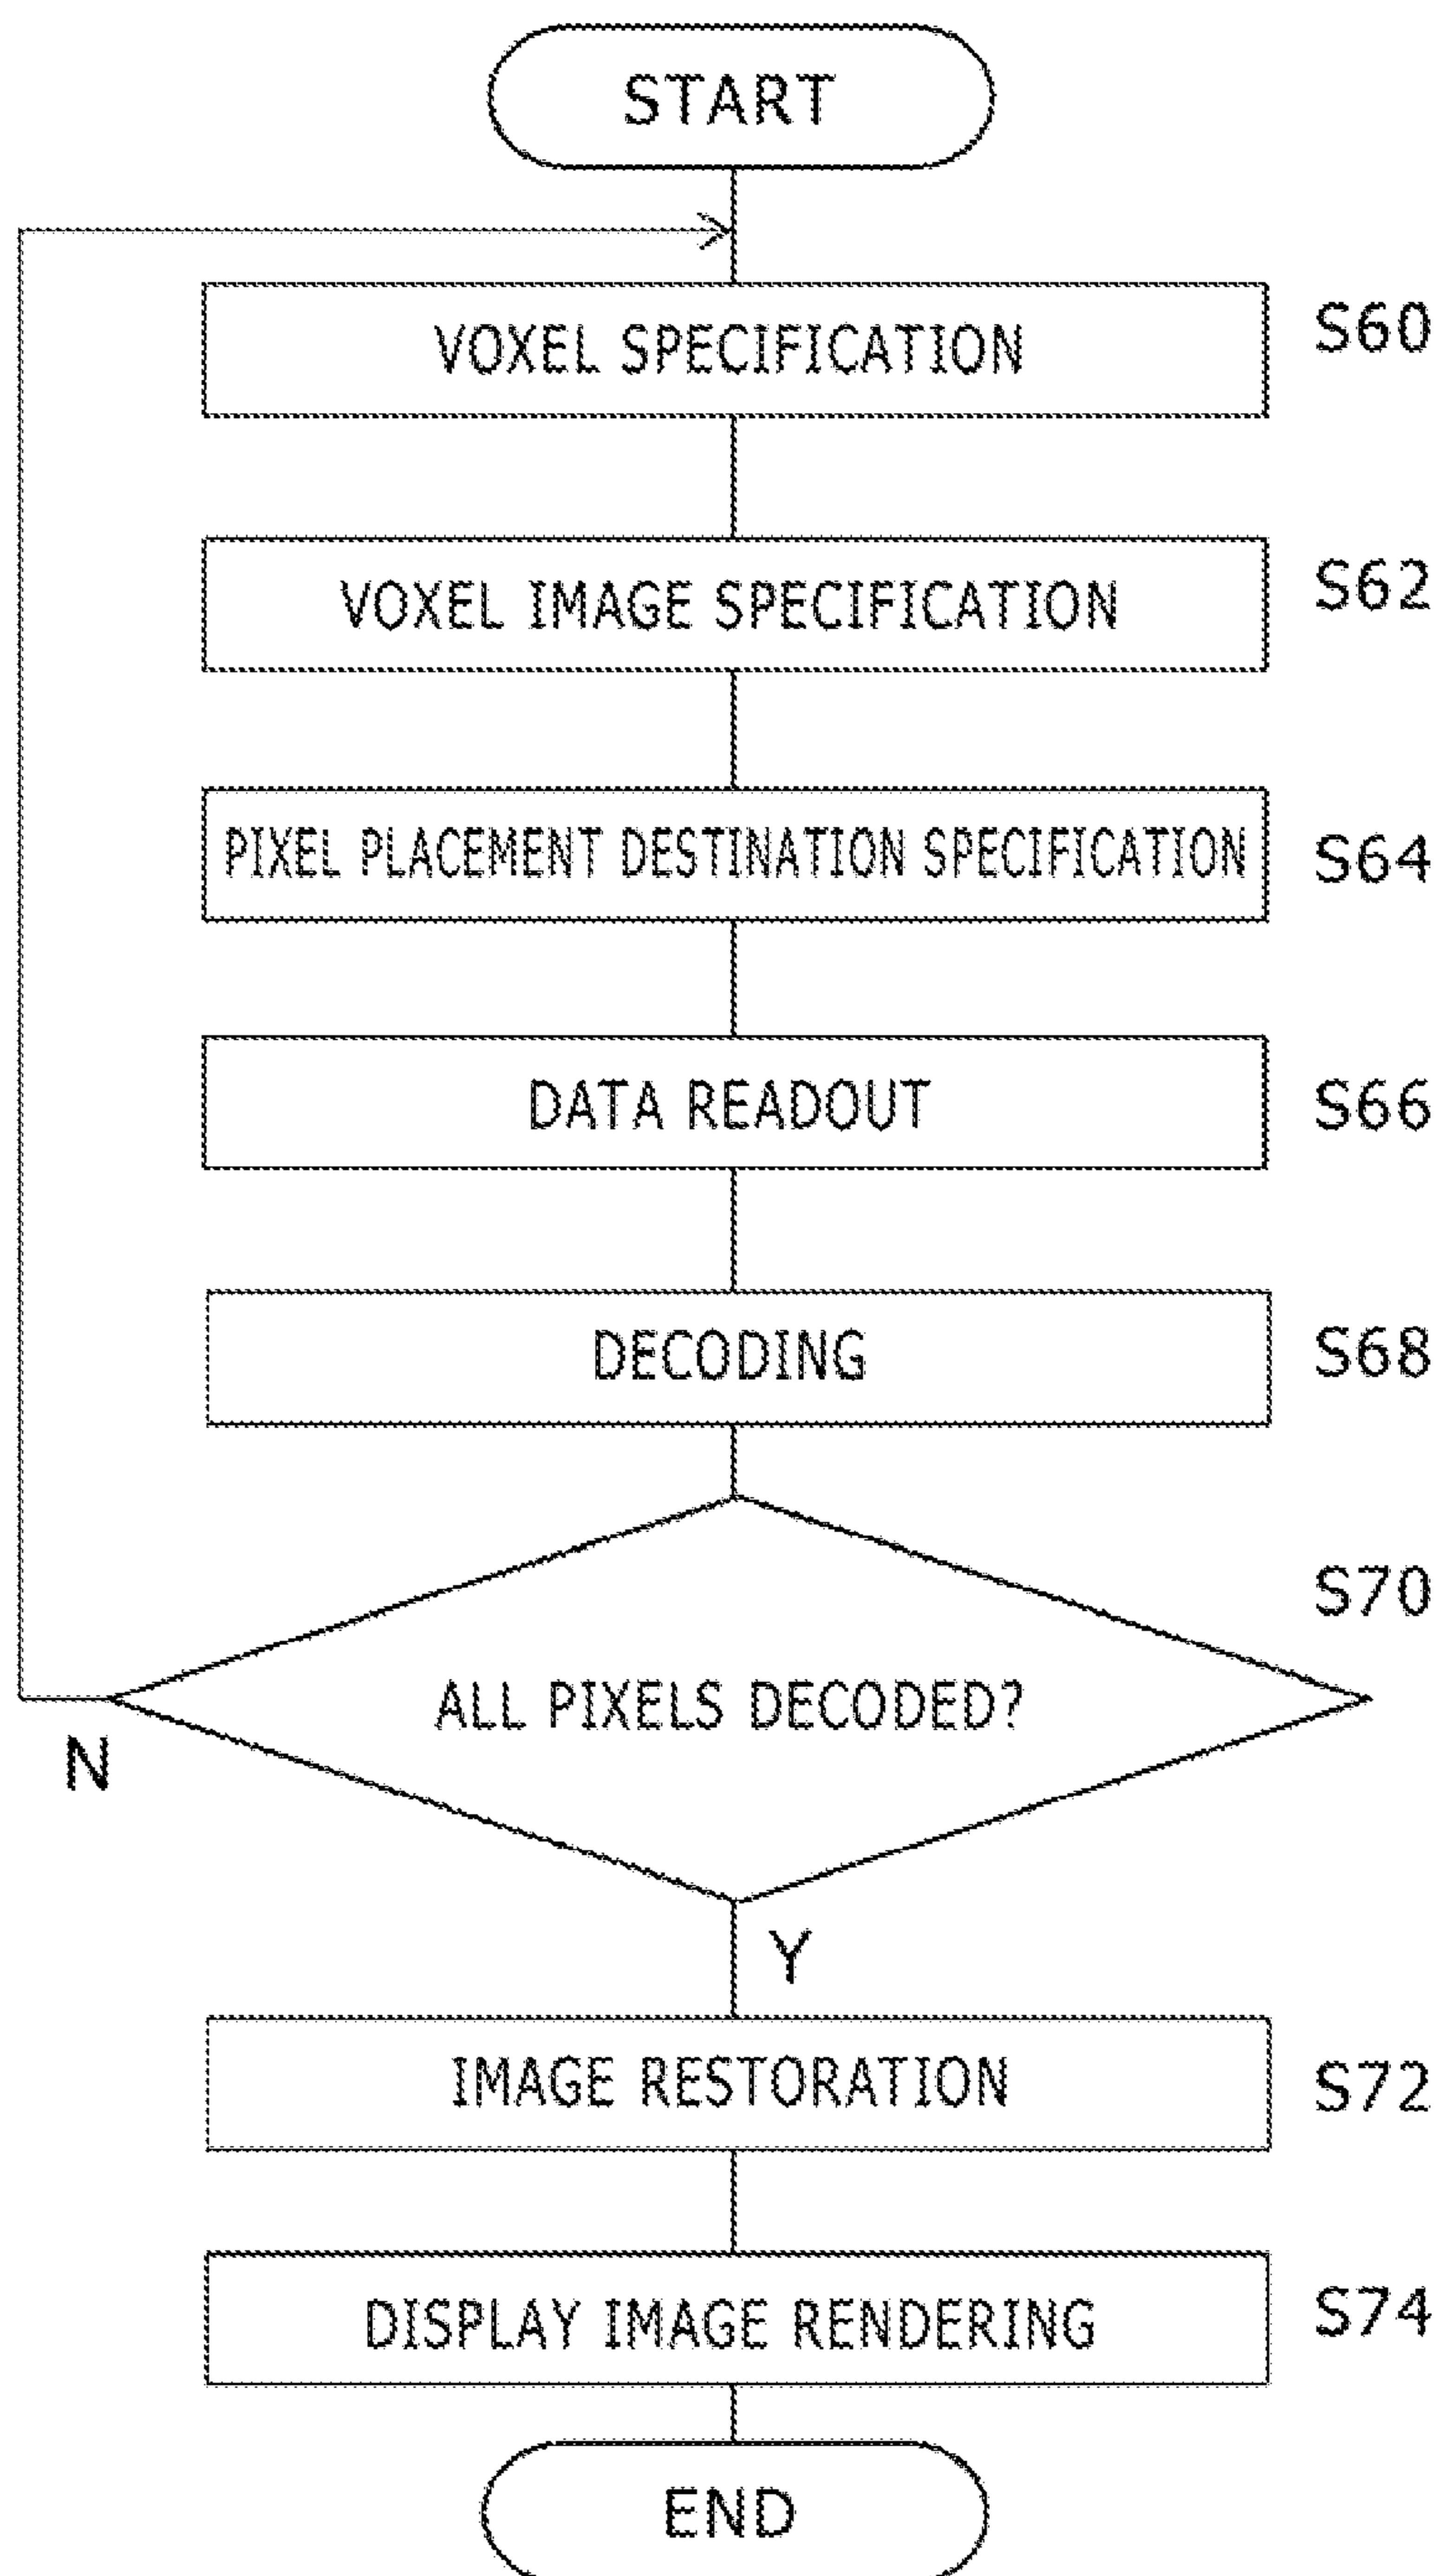 START
VOXEL SPECIFICATION
S60
VOXEL IMAGE SPECIFICATION
S62
PIXEL PLACEMENT DESTINATION SPECIFICATION
S64
DATA READOUT
S66
DECODING
S68
S70
ALL PIXELS DECODED?
N
Y
IMAGE RESTORATION
S72
DISPLAY IMAGE RENDERING
S74
END